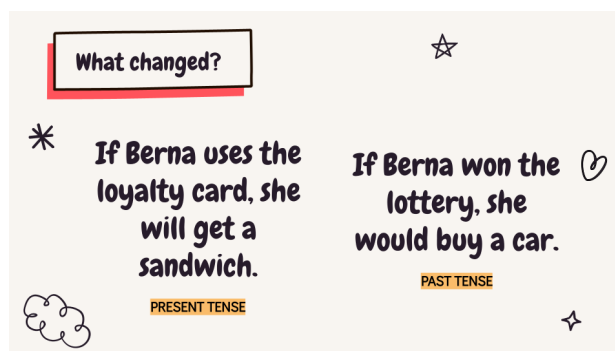 What changed?
If Berna uses the
loyalty card, she
will get a
sandwich.
PRESENT TENSE
If Berna won the
lottery, she
would buy a car.
PAST TENSE